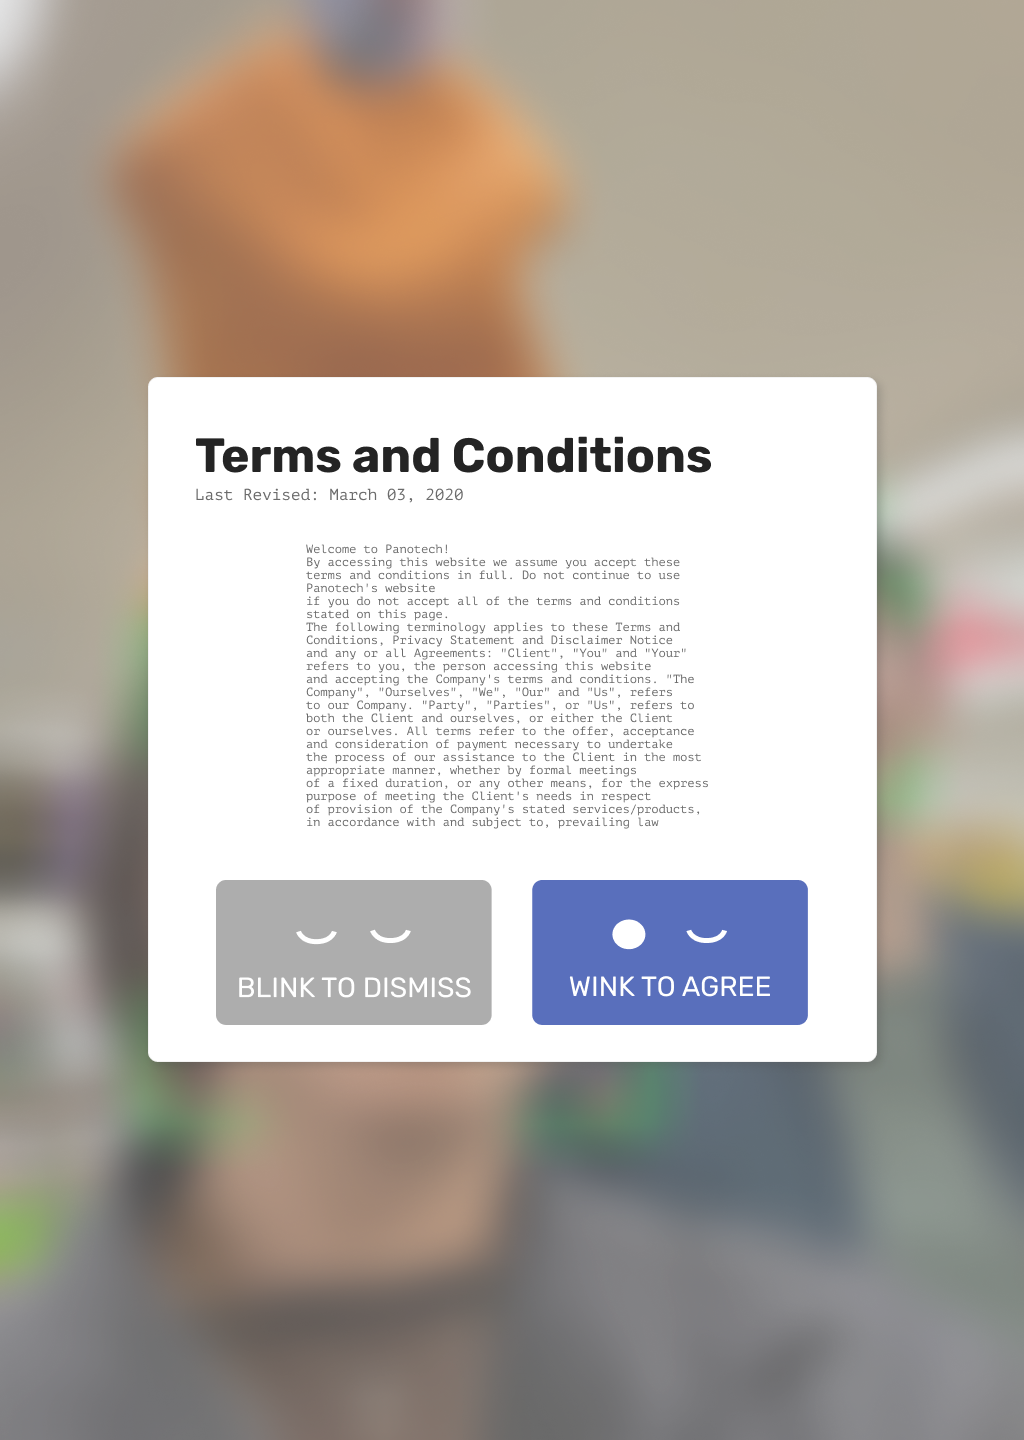 Terms and Conditions
Last Revised: March 03, 2020
Welcome to Panotech!
By accessing this website we assume you accept these
terms and conditions in full. Do not continue to use
Panotech's website
if you do not accept all of the terms and conditions
stated on this page.
The following terminology applies to these Terms and
Conditions, Privacy Statement and Disclaimer Notice
and any or all Agreements: "Client", "You" and "Your"
refers to you, the person accessing this website
and accepting the Company's terms and conditions. "The
Company", "Ourselves", "We", "Our" and "Us", refers
to our Company. "Party", "Parties", or "Us", refers to
both the Client and ourselves, or either the Client
or ourselves. All terms refer to the offer, acceptance
and consideration of payment necessary to undertake
the process of our assistance to the Client in the most
appropriate manner, whether by formal meetings
of a fixed duration, or any other means, for the express
purpose of meeting the Client's needs in respect
of provision of the Company's stated services/products,
in accordance with and subject to, prevailing law
BLINK TO DISMISS
WINK TO AGREE